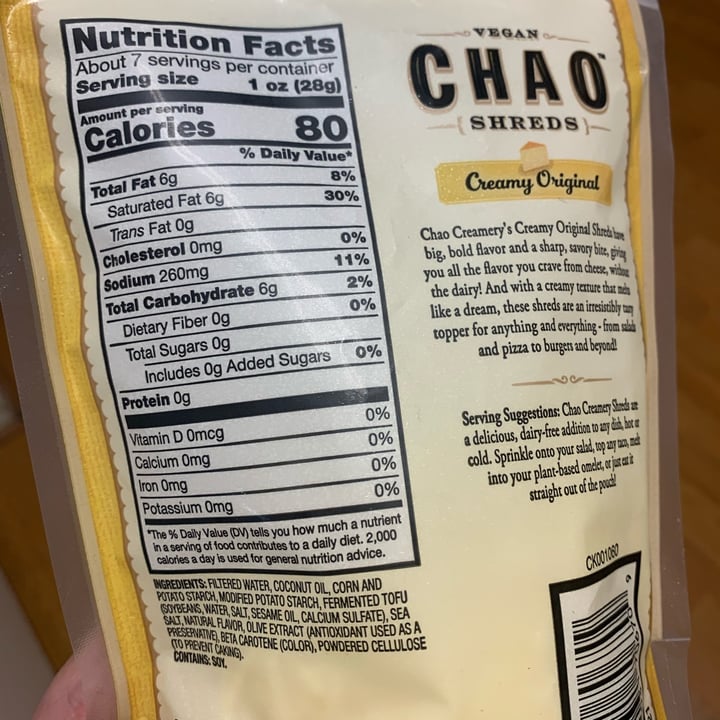 Nutrition Facts
About 7 servings per container
Serving size 1 oz (28g)
Amount per serving
Calories 80
% Daily Value*
Total Fat 6g 8%
Saturated Fat 6g 30%
Trans Fat 0g
Cholesterol 0mg 0%
Sodium 260mg 11%
Total Carbohydrate 6g 2%
Dietary Fiber 0g 0%
Total Sugars 0g
Includes 0g Added Sugars 0%
Protein 0g
Vitamin D 0mcg 0%
Calcium 0mg 0%
Iron 0mg 0%
Potassium 0mg 0%
*The % Daily Value (DV) tells you how much a nutrient
in a serving of food contributes to a daily diet. 2,000
calories a day is used for general nutrition advice.
INGREDIENTS: FILTERED WATER, COCONUT OIL, CORN AND
POTATO STARCH, MODIFIED POTATO STARCH, FERMENTED TOFU
(SOYBEANS, WATER, SALT, SESAME OIL, CALCIUM SULFATE), SEA
SALT, NATURAL FLAVOR, OLIVE EXTRACT (ANTIOXIDANT USED AS A
PRESERVATIVE), BETA CAROTENE (COLOR), POWDERED CELLULOSE
(TO PREVENT CAKING).
CONTAINS: SOY.
VEGAN
CHAO™
SHREDS
Creamy Original
Chao Creamery's Creamy Original Shreds have
big, bold flavor and a sharp, savory bite, giving
you all the flavor you crave from cheese, without
the dairy! And with a creamy texture that melts
like a dream, these shreds are an irresistibly tasty
topper for anything and everything - from salads
and pizza to burgers and beyond!
Serving Suggestions: Chao Creamery Shreds are
a delicious, dairy-free addition to any dish, hot or
cold. Sprinkle onto your salad, top any taco, melt
into your plant-based omelet, or just eat it
straight out of the pouch!
CK001060